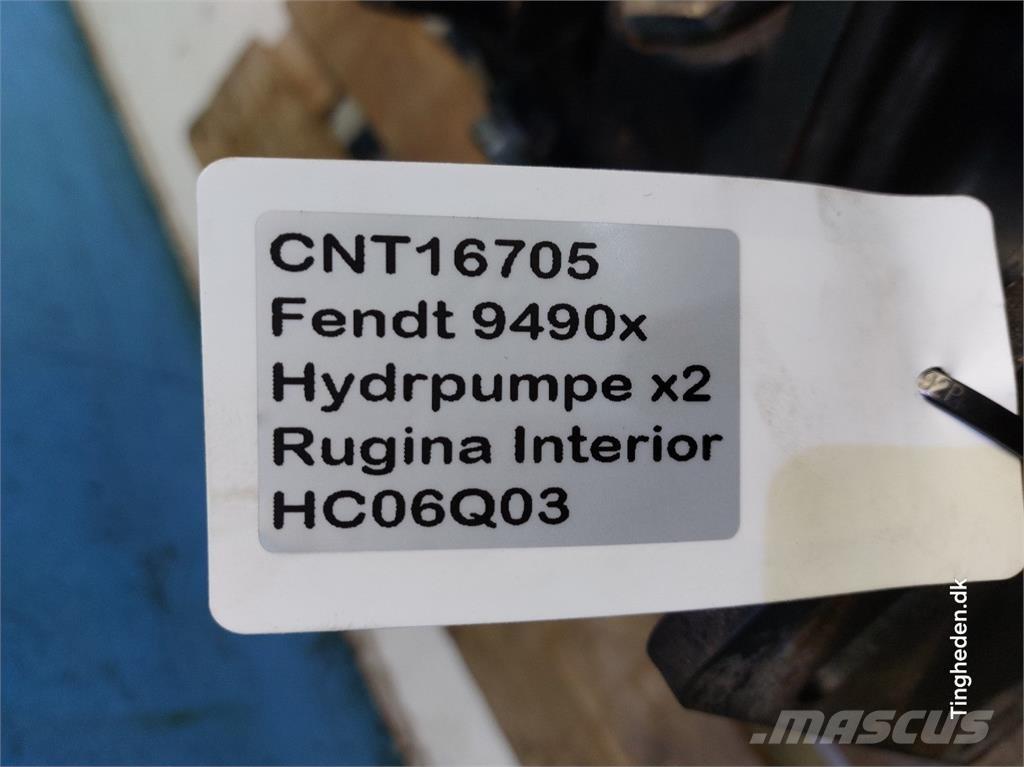 CNT16705
Fendt 9490x
Hydrpumpe x2
Rugina Interior
HC06Q03
Tingheden.dk
.MASCUS